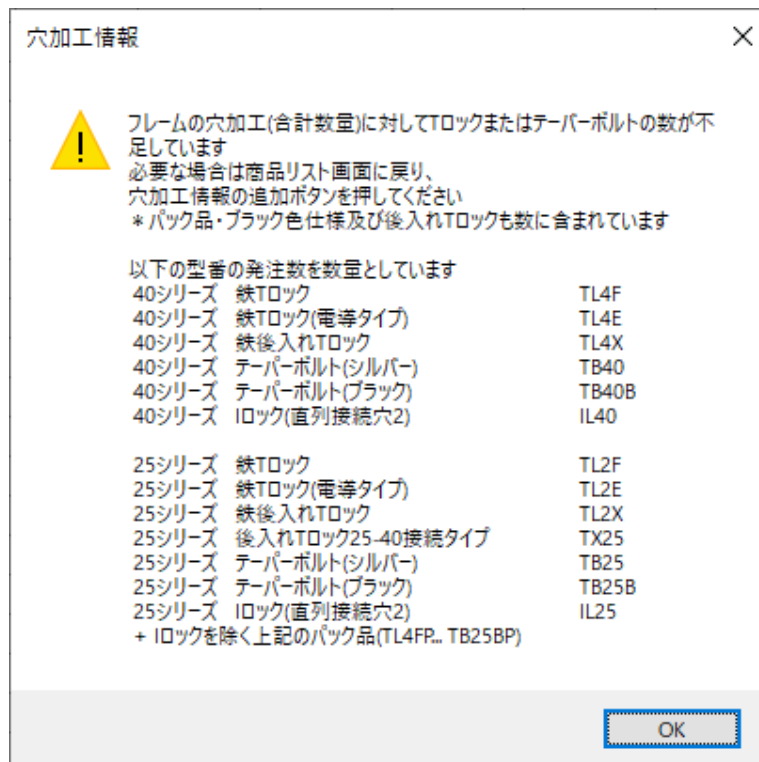 穴加工情報
フレームの穴加工(合計数量)に対してTロックまたはテーパーボルトの数が不
足しています
必要な場合は商品リスト画面に戻り、
穴加工情報の追加ボタンを押してください
＊パック品・ブラック色仕様及び後入れTロックも数に含まれています
以下の型番の発注数を数量としています
40シリーズ 鉄Tロック TL4F
40シリーズ 鉄Tロック(電導タイプ) TL4E
40シリーズ 鉄後入れTロック TL4X
40シリーズ テーパーボルト(シルバー) TB40
40シリーズ テーパーボルト(ブラック) TB40B
40シリーズ Iロック(直列接続穴2) IL40
25シリーズ 鉄Tロック TL2F
25シリーズ 鉄Tロック(電導タイプ) TL2E
25シリーズ 鉄後入れTロック TL2X
25シリーズ 後入れTロック25-40接続タイプ TX25
25シリーズ テーパーボルト(シルバー) TB25
25シリーズ テーパーボルト(ブラック) TB25B
25シリーズ Iロック(直列接続穴2) IL25
+ Iロックを除く上記のパック品(TL4FP... TB25BP)
OK